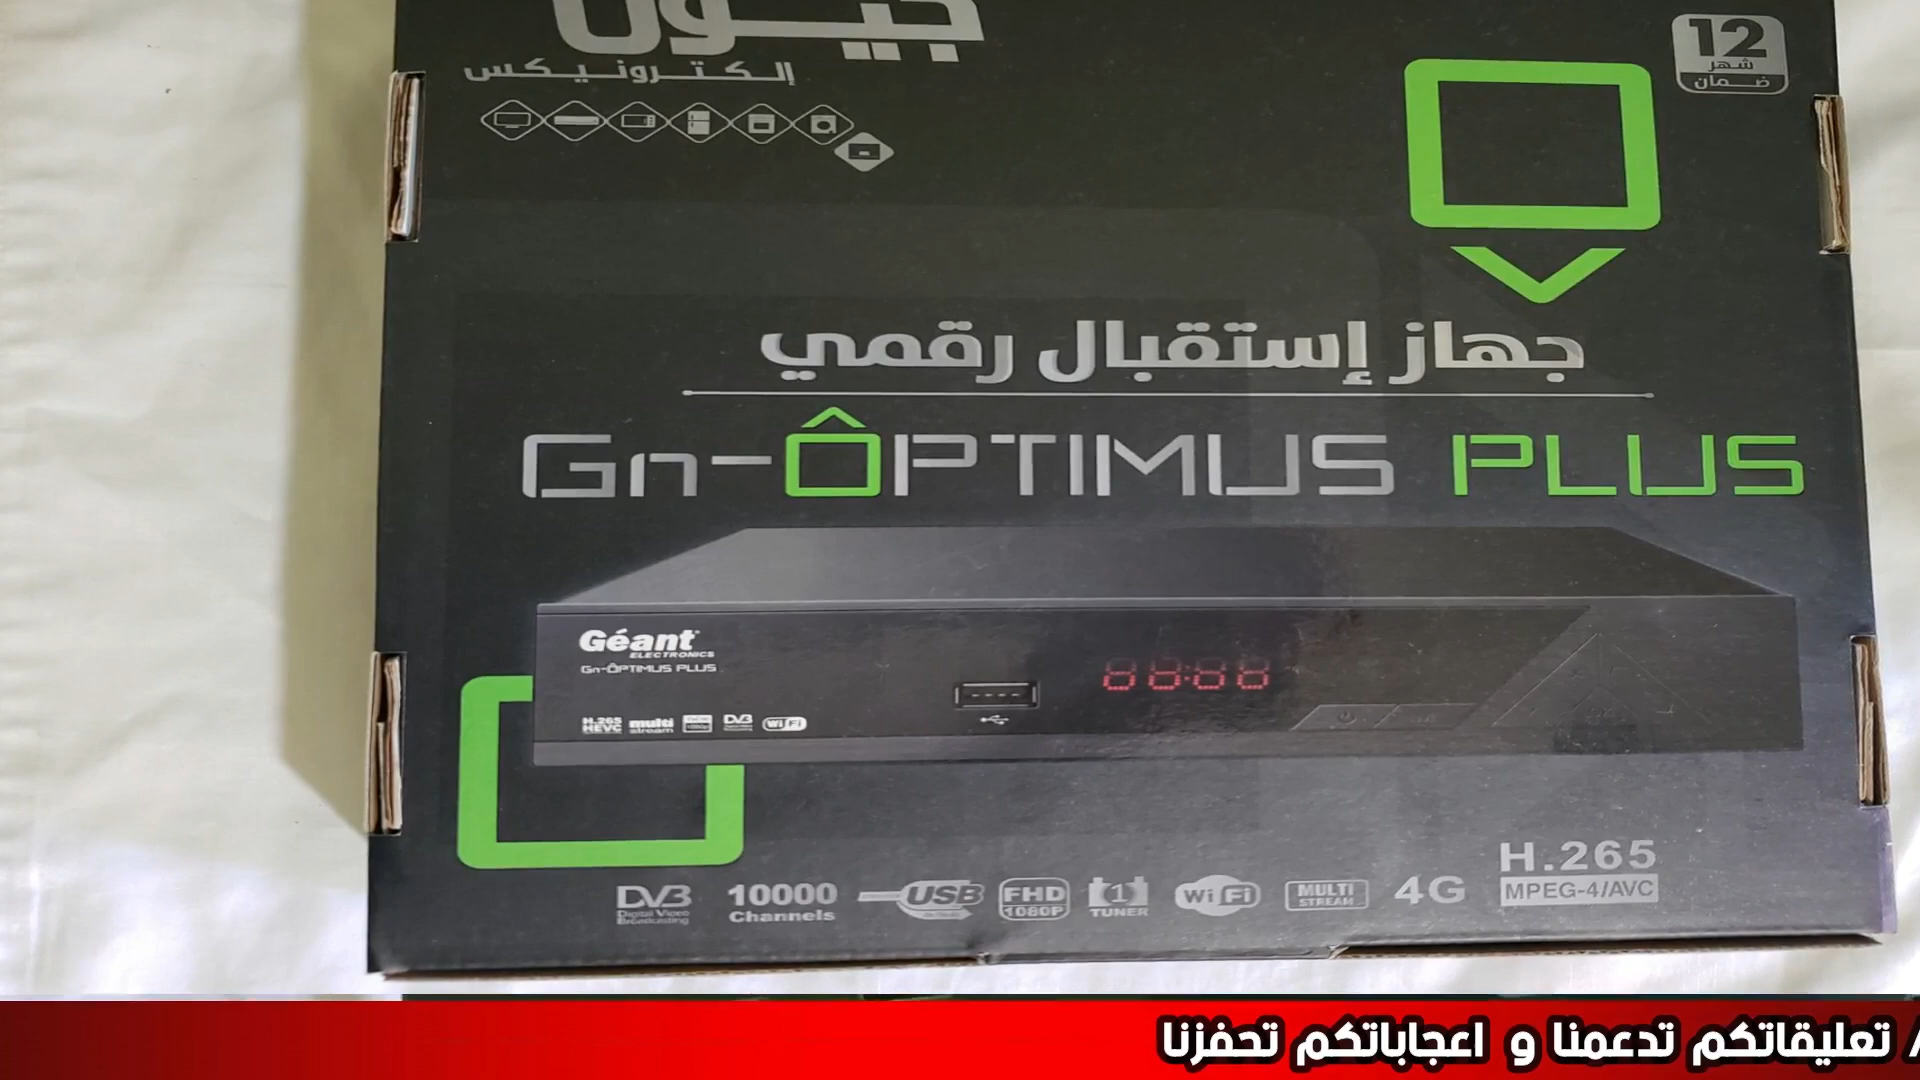 جيون
إلكترونيكس
12
شهر
ضمان
جهاز إستقبال رقمي
Gn-ÔPTIMUS PLUS
Géant
ELECTRONICS
Gn-ÔPTIMUS PLUS
H.265 HEVC multi stream DVB WiFi
DVB Digital Video Broadcasting
10000 Channels
USB
FHD 1080P
1 TUNER
WiFi
MULTI STREAM
4G
H.265
MPEG-4/AVC
/ تعليقاتكم تدعمنا و اعجاباتكم تحفزنا